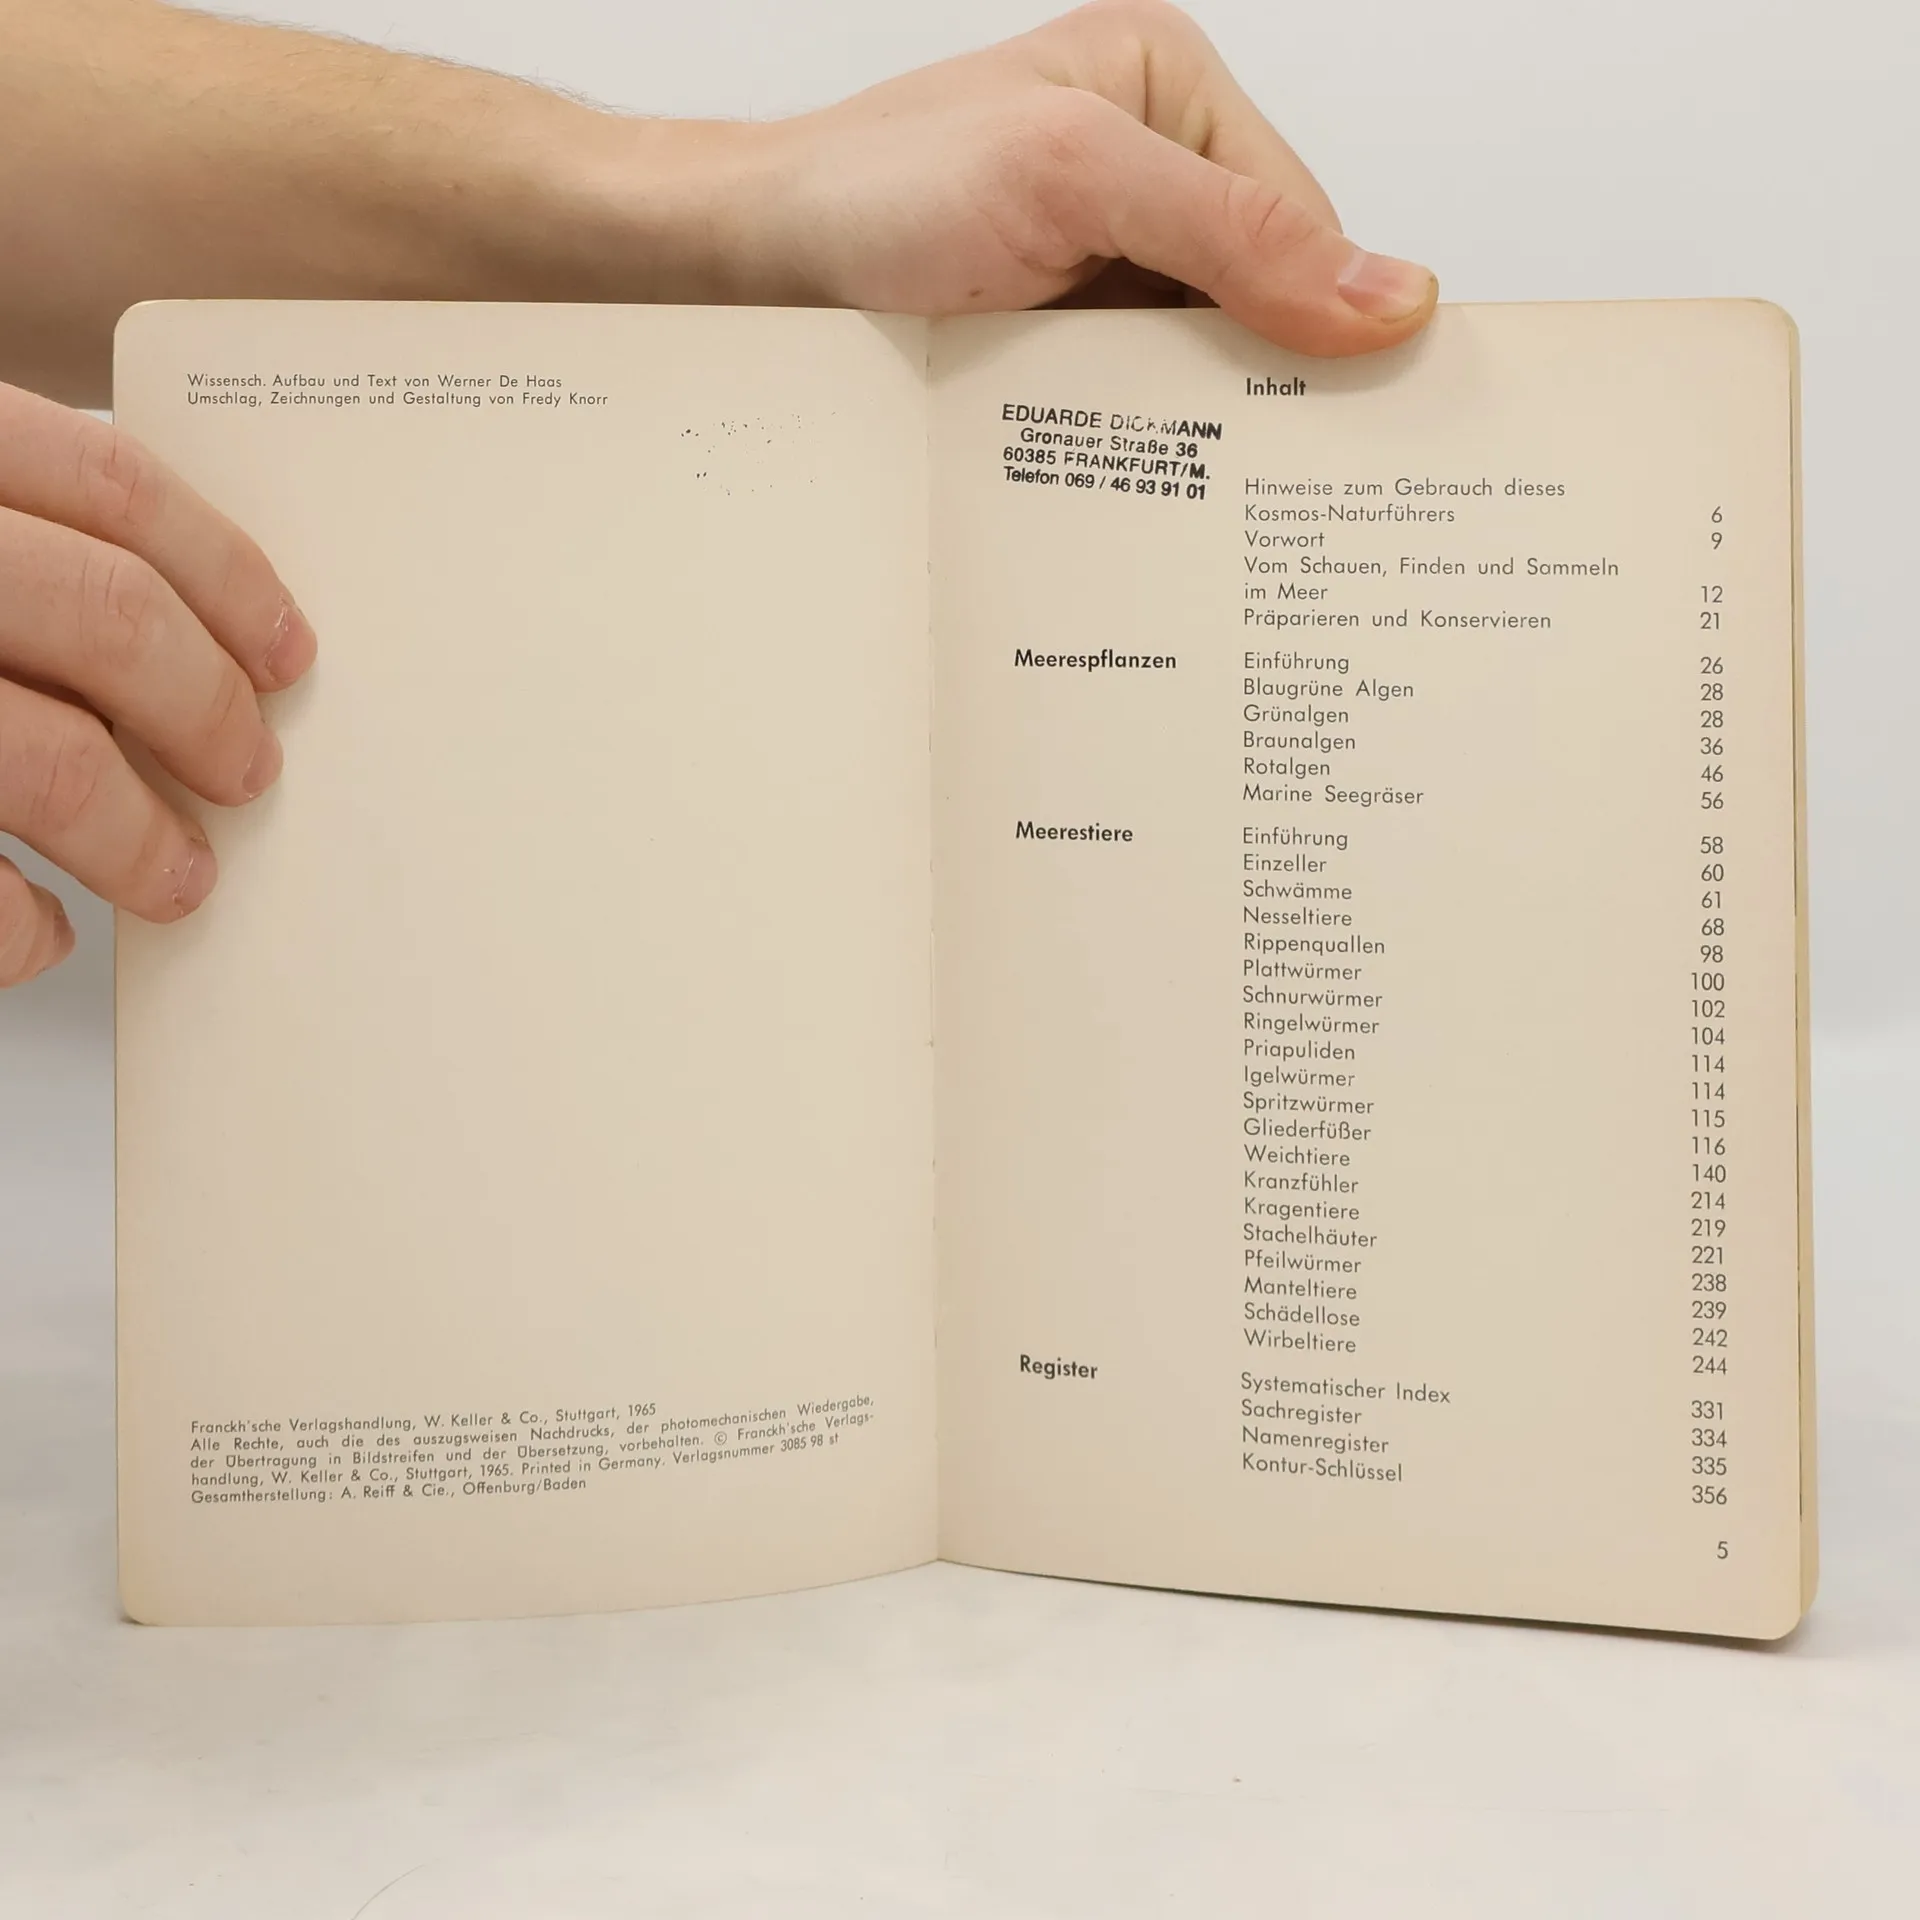 Wissensch. Aufbau und Text von Werner De Haas
Umschlag, Zeichnungen und Gestaltung von Fredy Knorr
Franckh'sche Verlagshandlung, W. Keller & Co., Stuttgart, 1965
Alle Rechte, auch die des auszugsweisen Nachdrucks, der photomechanischen Wiedergabe,
der Übertragung in Bildstreifen und der Übersetzung, vorbehalten. © Franckh'sche Verlags-
handlung, W. Keller & Co., Stuttgart, 1965. Printed in Germany. Verlagsnummer 3085 98 st
Gesamtherstellung: A. Reiff & Cie., Offenburg/Baden
Inhalt
EDUARDE DICKMANN
Gronauer Straße 36
60385 FRANKFURT/M.
Telefon 069 / 46 93 91 01
Hinweise zum Gebrauch dieses
Kosmos-Naturführers 6
Vorwort 9
Vom Schauen, Finden und Sammeln
im Meer 12
Präparieren und Konservieren 21
Meerespflanzen Einführung 26
Blaugrüne Algen 28
Grünalgen 28
Braunalgen 36
Rotalgen 46
Marine Seegräser 56
Meerestiere Einführung 58
Einzeller 60
Schwämme 61
Nesseltiere 68
Rippenquallen 98
Plattwürmer 100
Schnurwürmer 102
Ringelwürmer 104
Priapuliden 114
Igelwürmer 114
Spritzwürmer 115
Gliederfüßer 116
Weichtiere 140
Kranzfühler 214
Kragentiere 219
Stachelhäuter 221
Pfeilwürmer 238
Manteltiere 239
Schädellose 242
Wirbeltiere 244
Register Systematischer Index 331
Sachregister 334
Namenregister 335
Kontur-Schlüssel 356
5